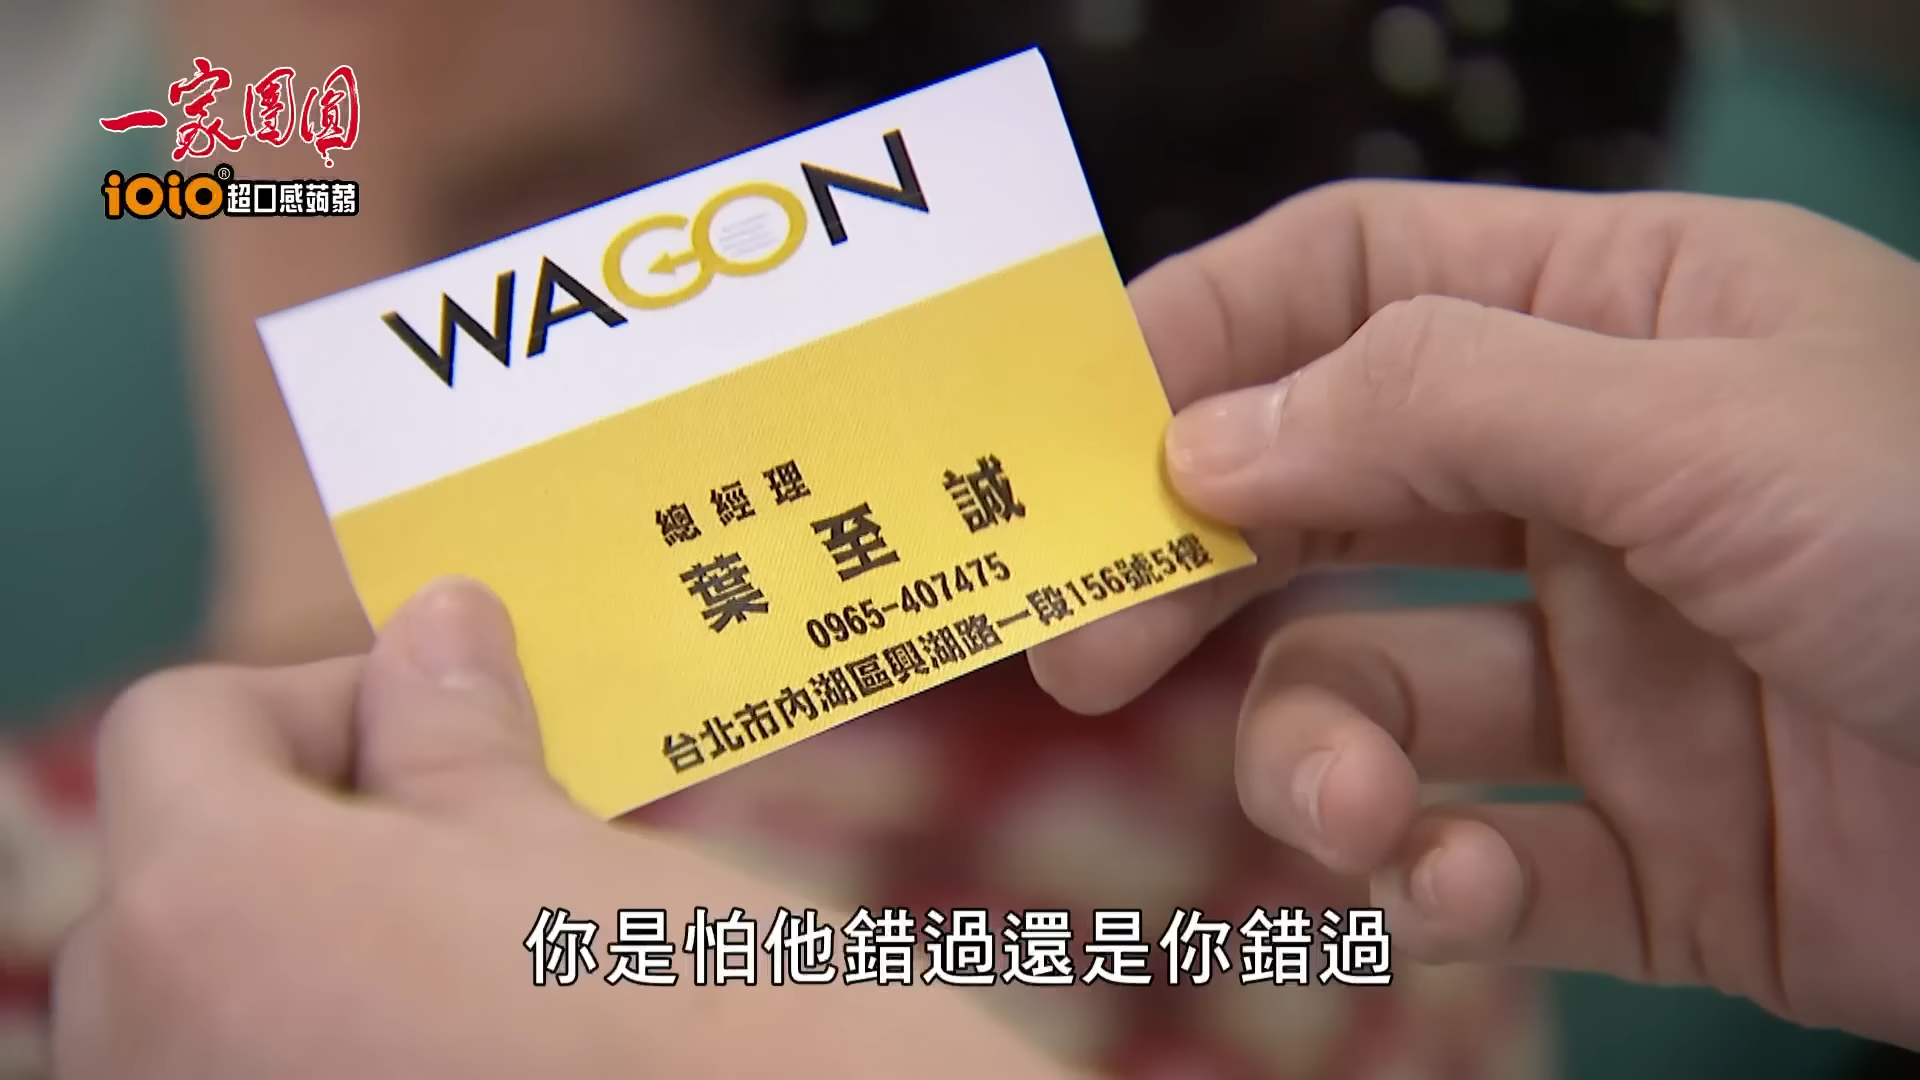 一家團圓
ioio®超口感蒟蒻
WAGON
總經理
葉至誠
0965-407475
台北市內湖區興湖路一段156號5樓
你是怕他錯過還是你錯過